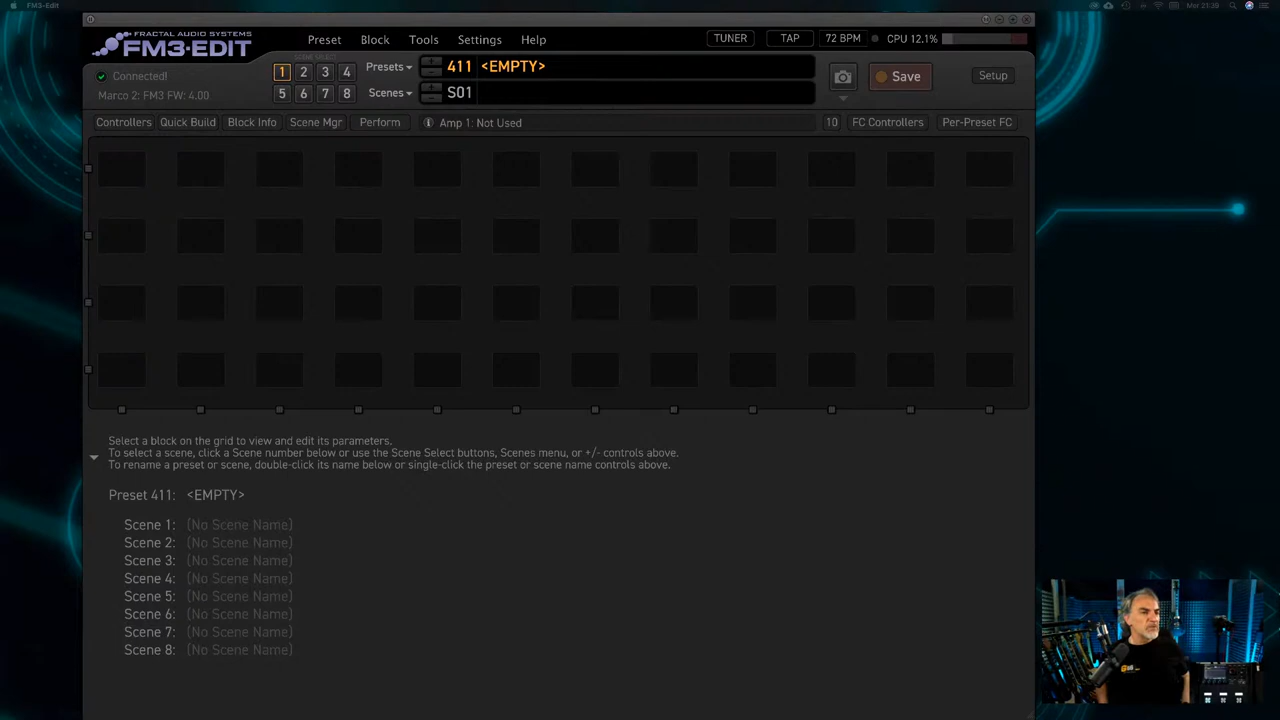 FM3-Edit
Mer 21:39
FRACTAL AUDIO SYSTEMS
FM3-EDIT
Preset Block Tools Settings Help
TUNER TAP 72 BPM CPU 12.1%
Connected!
Marco 2: FM3 FW: 4.00
SCENE SELECT
1 2 3 4
5 6 7 8
Presets 411 <EMPTY>
Scenes S01
Save
Setup
Controllers Quick Build Block Info Scene Mgr Perform Amp 1: Not Used 10 FC Controllers Per-Preset FC
Select a block on the grid to view and edit its parameters.
To select a scene, click a Scene number below or use the Scene Select buttons, Scenes menu, or +/- controls above.
To rename a preset or scene, double-click its name below or single-click the preset or scene name controls above.
Preset 411: <EMPTY>
Scene 1: (No Scene Name)
Scene 2: (No Scene Name)
Scene 3: (No Scene Name)
Scene 4: (No Scene Name)
Scene 5: (No Scene Name)
Scene 6: (No Scene Name)
Scene 7: (No Scene Name)
Scene 8: (No Scene Name)